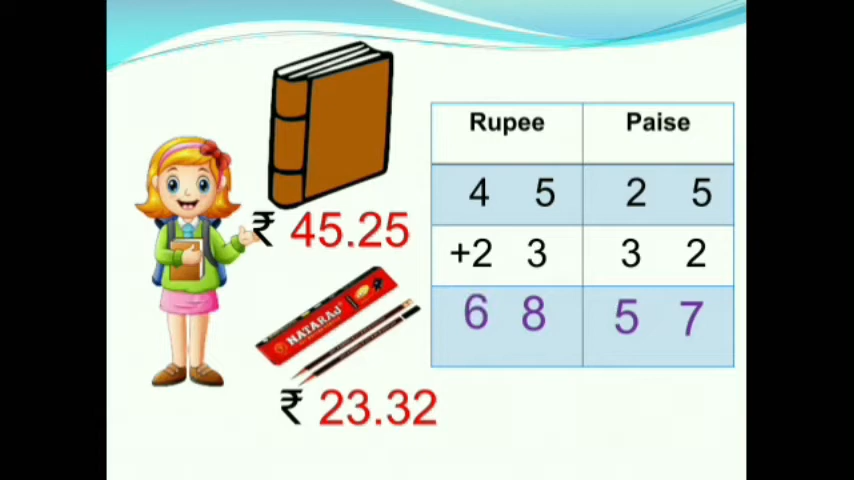 Rupee Paise
4 5 2 5
₹ 45.25
+2 3 3 2
6 8 5 7
NATARAJ
₹ 23.32